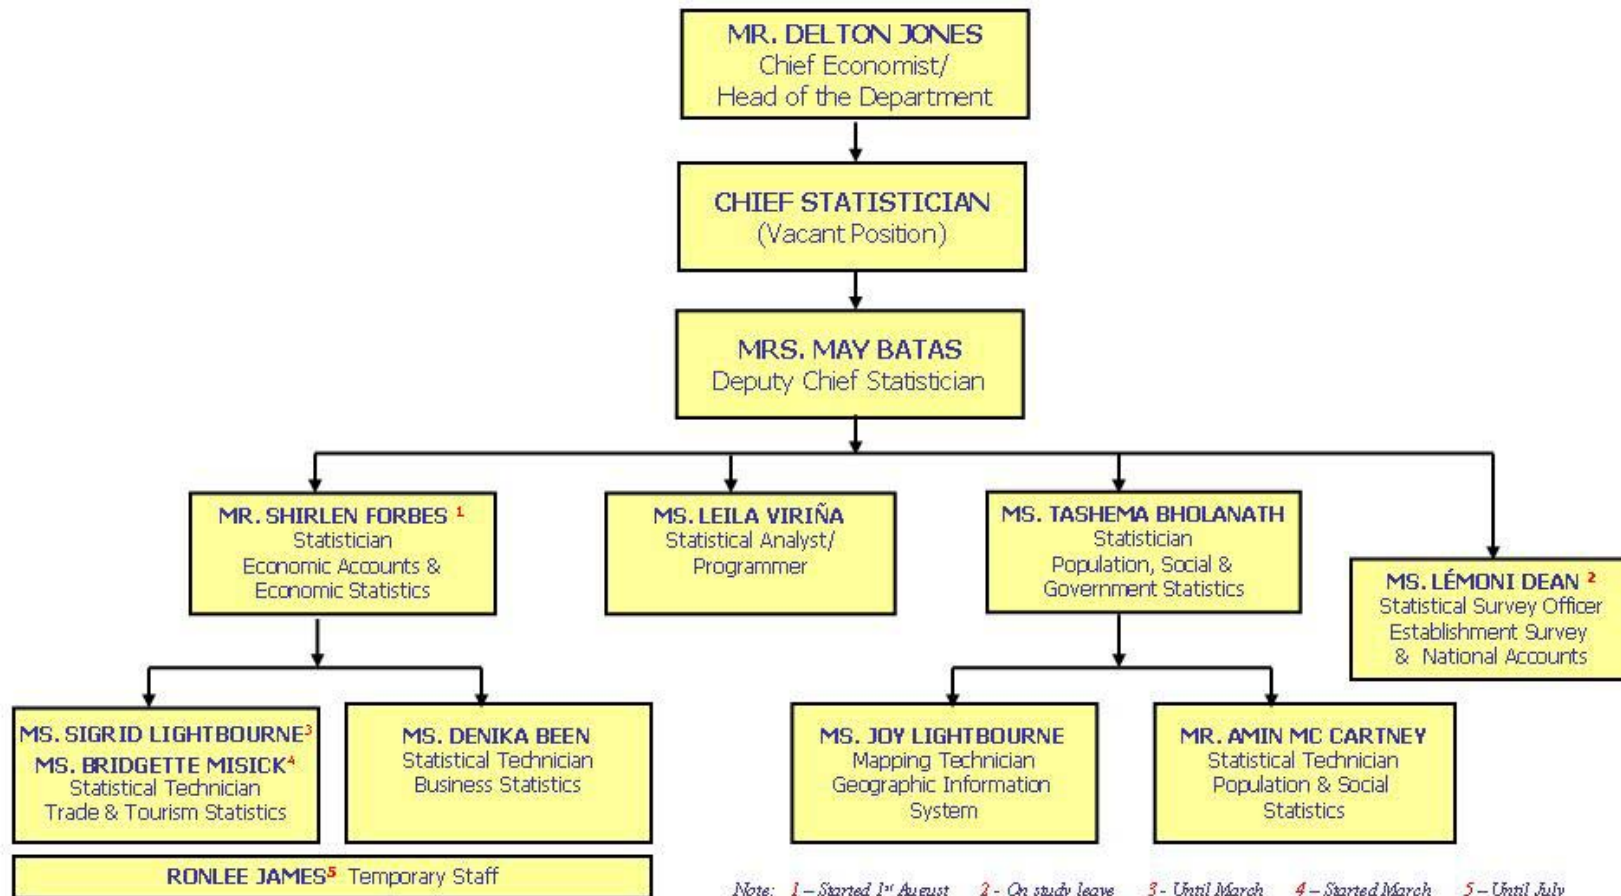 MR. DELTON JONES
Chief Economist/
Head of the Department
CHIEF STATISTICIAN
(Vacant Position)
MRS. MAY BATAS
Deputy Chief Statistician
MR. SHIRLEN FORBES 1
Statistician
Economic Accounts &
Economic Statistics
MS. LEILA VIRIÑA
Statistical Analyst/
Programmer
MS. TASHEMA BHOLANATH
Statistician
Population, Social &
Government Statistics
MS. LÉMONI DEAN 2
Statistical Survey Officer
Establishment Survey
& National Accounts
MS. SIGRID LIGHTBOURNE3
MS. BRIDGETTE MISICK4
Statistical Technician
Trade & Tourism Statistics
MS. DENIKA BEEN
Statistical Technician
Business Statistics
MS. JOY LIGHTBOURNE
Mapping Technician
Geographic Information
System
MR. AMIN MC CARTNEY
Statistical Technician
Population & Social
Statistics
RONLEE JAMES5 Temporary Staff
Note: 1 – Started 1st August 2 - On study leave 3 - Until March 4 – Started March 5 – Until July